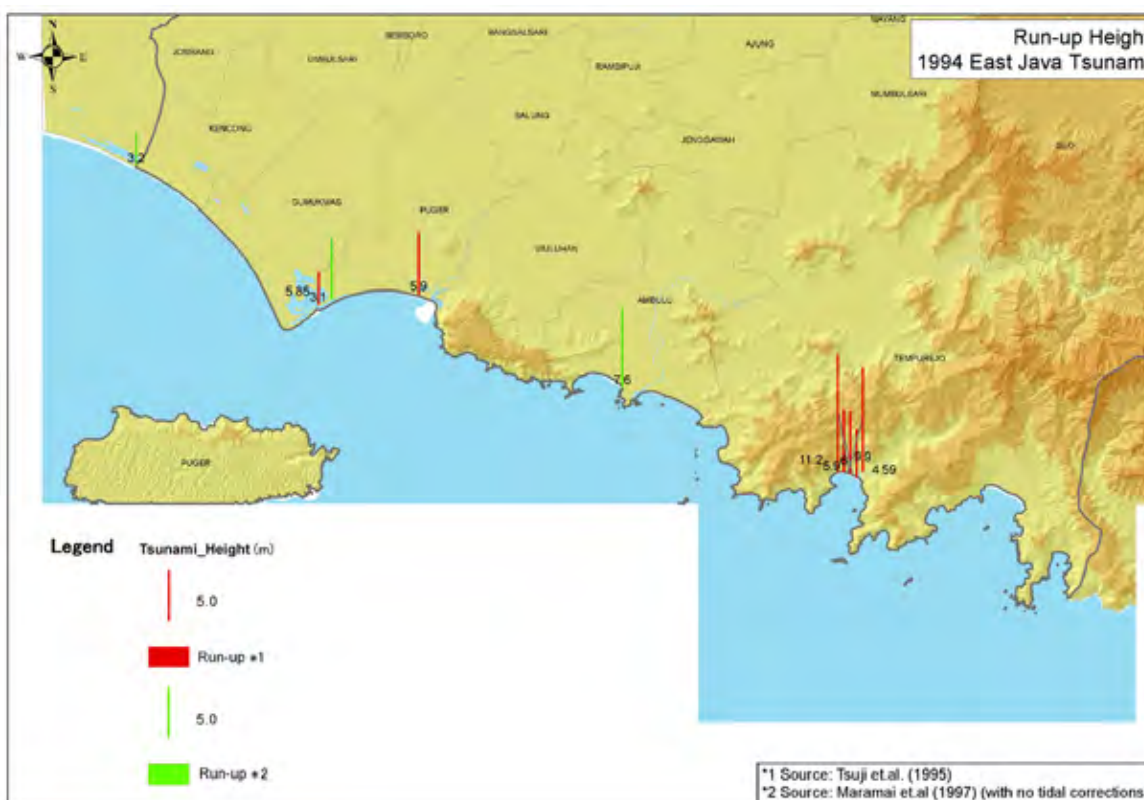 Run-up Heigh
1994 East Java Tsunam
N
W
E
S
JOMBANG
BANGSALSARI
AJUNG
RAMBIPUJI
MUMBULSARI
KENCONG
BALUNG
JENGGAWAH
SILO
3.2
GUMUKMAS
PUGER
WULUHAN
5.85
3.1
5.9
AMBULU
TEMPUREJO
7.6
11.2
5.9
9.9
4.59
PUGER
Legend
Tsunami_Height (m)
5.0
Run-up *1
5.0
Run-up *2
*1 Source: Tsuji et.al. (1995)
*2 Source: Maramai et.al (1997) (with no tidal corrections